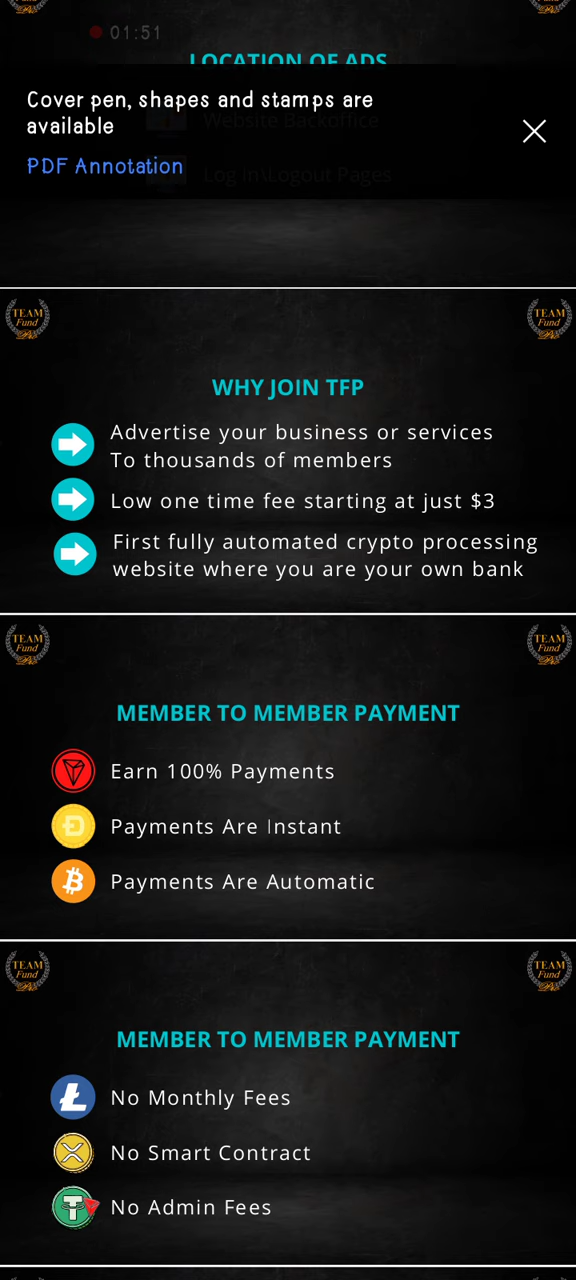 01:51
LOCATION OF ADS
Cover pen, shapes and stamps are
available
Website Backoffice
PDF Annotation
Log In\Logout Pages
TEAM
Fund
TEAM
Fund
WHY JOIN TFP
Advertise your business or services
To thousands of members
Low one time fee starting at just $3
First fully automated crypto processing
website where you are your own bank
TEAM
Fund
TEAM
Fund
MEMBER TO MEMBER PAYMENT
Earn 100% Payments
Payments Are Instant
Payments Are Automatic
TEAM
Fund
TEAM
Fund
MEMBER TO MEMBER PAYMENT
No Monthly Fees
No Smart Contract
No Admin Fees